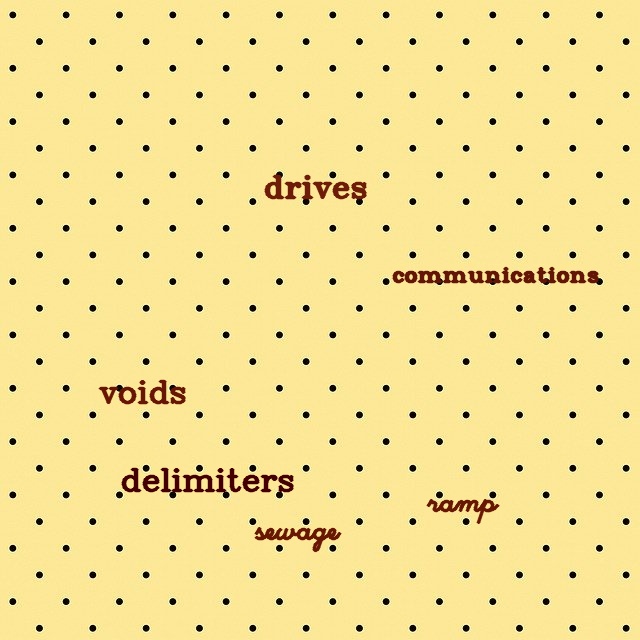 drives
communications
voids
delimiters
ramp
sewage